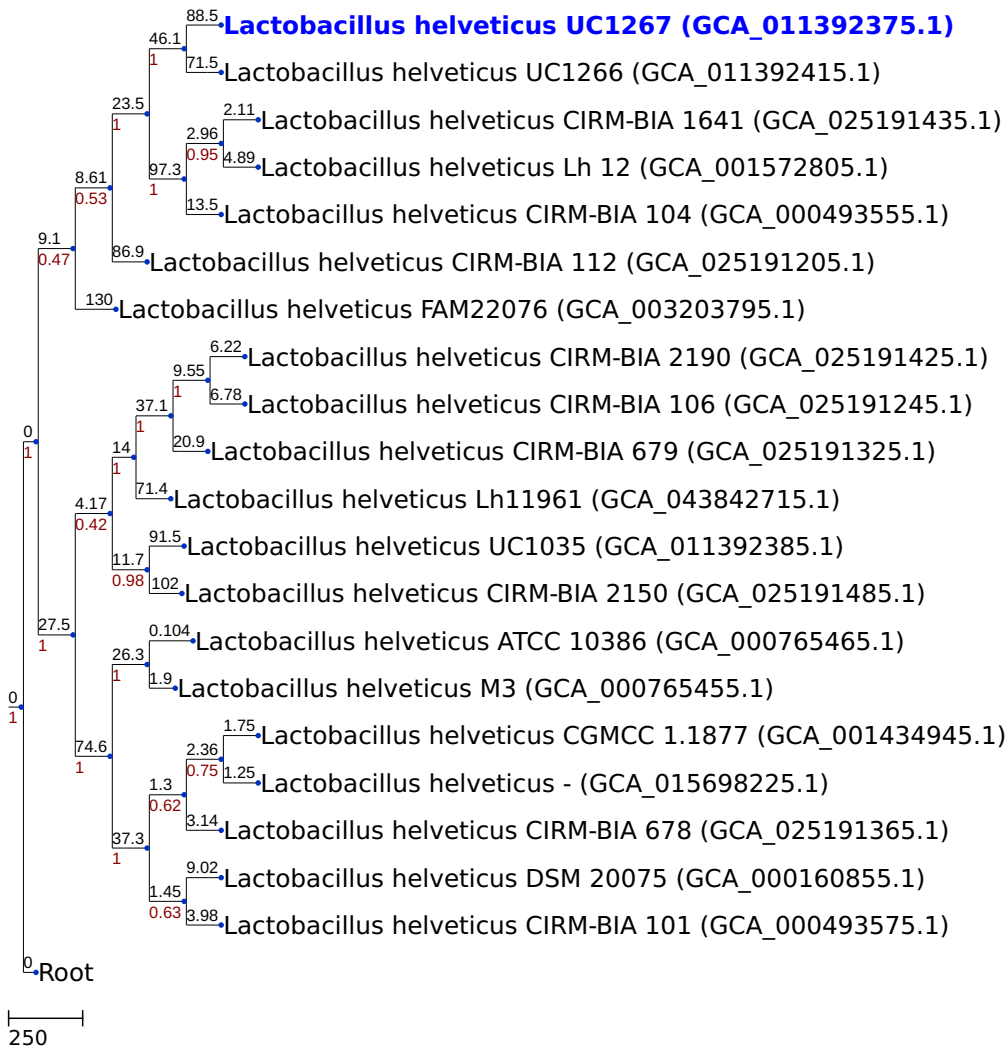 88.5
Lactobacillus helveticus UC1267 (GCA_011392375.1)
46.1
1
71.5
Lactobacillus helveticus UC1266 (GCA_011392415.1)
23.5
1
2.11
Lactobacillus helveticus CIRM-BIA 1641 (GCA_025191435.1)
2.96
0.95
4.89
Lactobacillus helveticus Lh 12 (GCA_001572805.1)
97.3
1
8.61
0.53
13.5
Lactobacillus helveticus CIRM-BIA 104 (GCA_000493555.1)
9.1
0.47
86.9
Lactobacillus helveticus CIRM-BIA 112 (GCA_025191205.1)
130
Lactobacillus helveticus FAM22076 (GCA_003203795.1)
6.22
Lactobacillus helveticus CIRM-BIA 2190 (GCA_025191425.1)
9.55
1
6.78
Lactobacillus helveticus CIRM-BIA 106 (GCA_025191245.1)
37.1
1
0
1
20.9
Lactobacillus helveticus CIRM-BIA 679 (GCA_025191325.1)
14
1
71.4
Lactobacillus helveticus Lh11961 (GCA_043842715.1)
4.17
0.42
91.5
Lactobacillus helveticus UC1035 (GCA_011392385.1)
11.7
0.98
102
Lactobacillus helveticus CIRM-BIA 2150 (GCA_025191485.1)
27.5
1
0.104
Lactobacillus helveticus ATCC 10386 (GCA_000765465.1)
26.3
1
1.9
Lactobacillus helveticus M3 (GCA_000765455.1)
0
1
74.6
1
1.75
Lactobacillus helveticus CGMCC 1.1877 (GCA_001434945.1)
2.36
0.75
1.25
Lactobacillus helveticus - (GCA_015698225.1)
1.3
0.62
3.14
Lactobacillus helveticus CIRM-BIA 678 (GCA_025191365.1)
37.3
1
9.02
Lactobacillus helveticus DSM 20075 (GCA_000160855.1)
1.45
0.63
3.98
Lactobacillus helveticus CIRM-BIA 101 (GCA_000493575.1)
0
Root
250